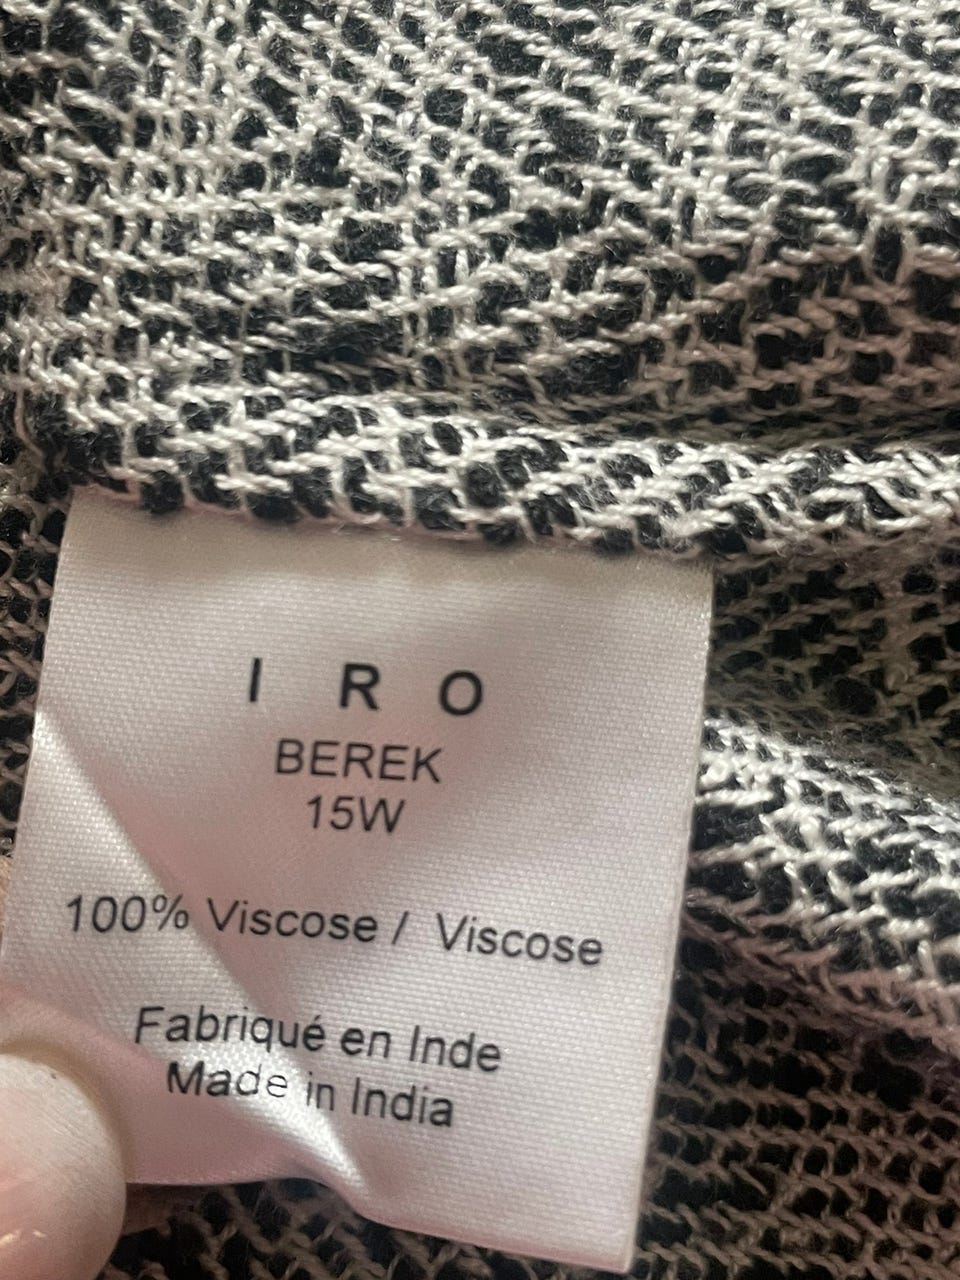 I R O
BEREK
15W
100% Viscose / Viscose
Fabriqué en Inde
Made in India